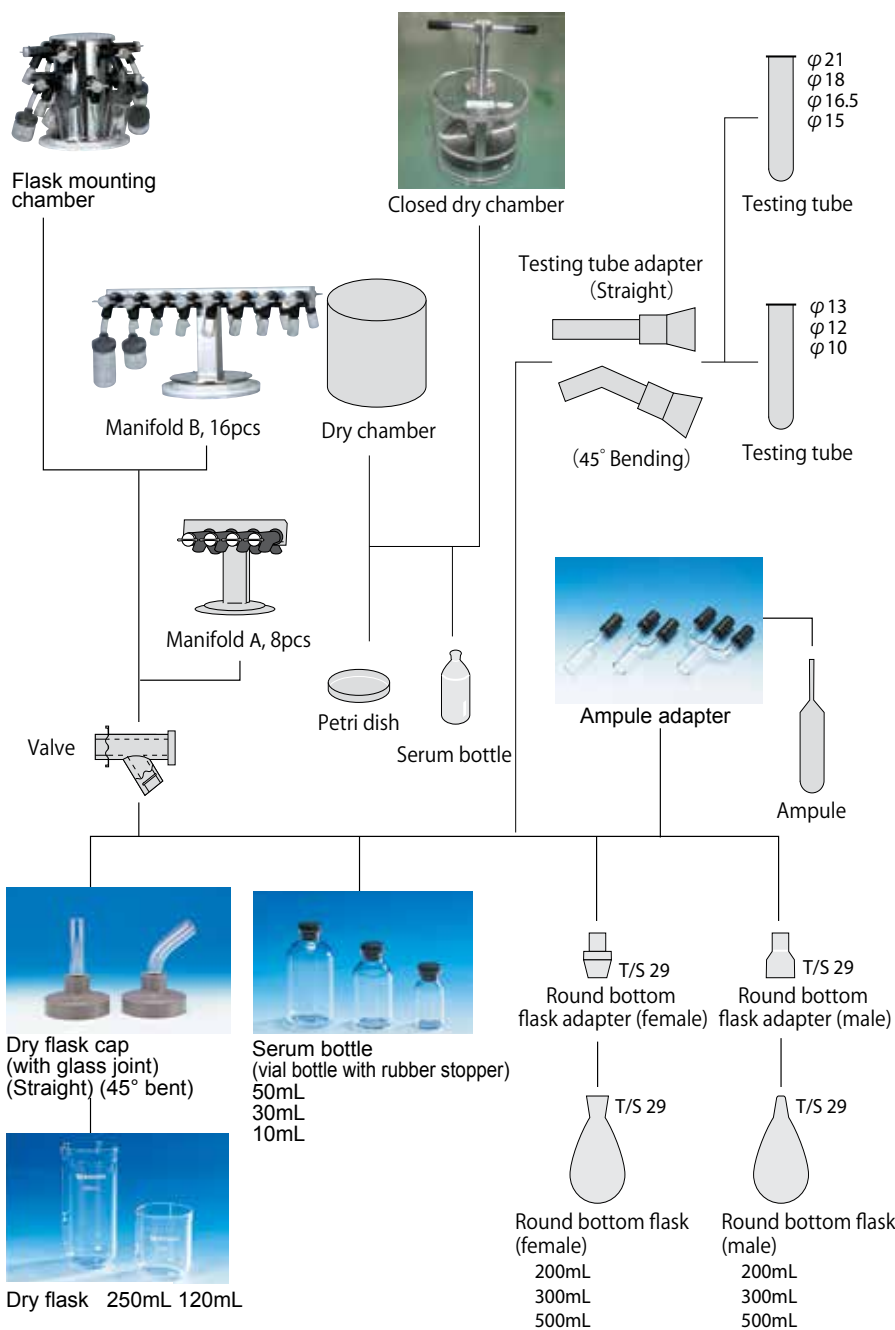 φ21
φ18
φ16.5
φ15
Testing tube
Flask mounting
chamber
Closed dry chamber
Testing tube adapter
(Straight)
φ13
φ12
φ10
Manifold B, 16pcs
Dry chamber
(45° Bending)
Testing tube
Manifold A, 8pcs
Petri dish
Serum bottle
Ampule adapter
Ampule
Valve
T/S 29
Round bottom
flask adapter (female)
T/S 29
Round bottom
flask adapter (male)
Dry flask cap
(with glass joint)
(Straight) (45° bent)
Serum bottle
(vial bottle with rubber stopper)
50mL
30mL
10mL
T/S 29
T/S 29
Round bottom flask
(female)
200mL
300mL
500mL
Round bottom flask
(male)
200mL
300mL
500mL
Dry flask 250mL 120mL